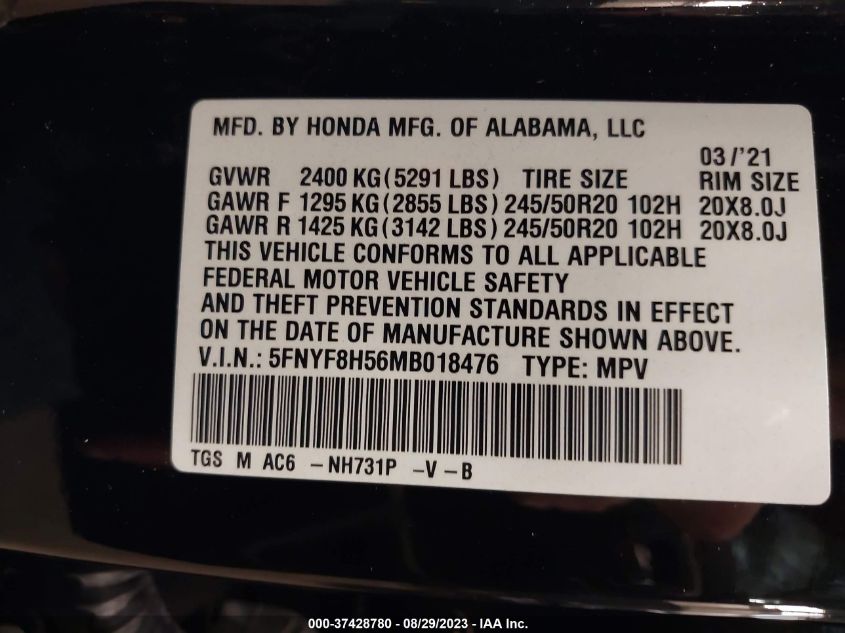 MFD. BY HONDA MFG. OF ALABAMA, LLC
03/'21
GVWR 2400 KG(5291 LBS) TIRE SIZE RIM SIZE
GAWR F 1295 KG(2855 LBS) 245/50R20 102H 20X8.0J
GAWR R 1425 KG(3142 LBS) 245/50R20 102H 20X8.0J
THIS VEHICLE CONFORMS TO ALL APPLICABLE
FEDERAL MOTOR VEHICLE SAFETY
AND THEFT PREVENTION STANDARDS IN EFFECT
ON THE DATE OF MANUFACTURE SHOWN ABOVE.
V.I.N.: 5FNYF8H56MB018476 TYPE: MPV
TGS M AC6 -NH731P -V-B
000-37428780 - 08/29/2023 - IAA Inc.